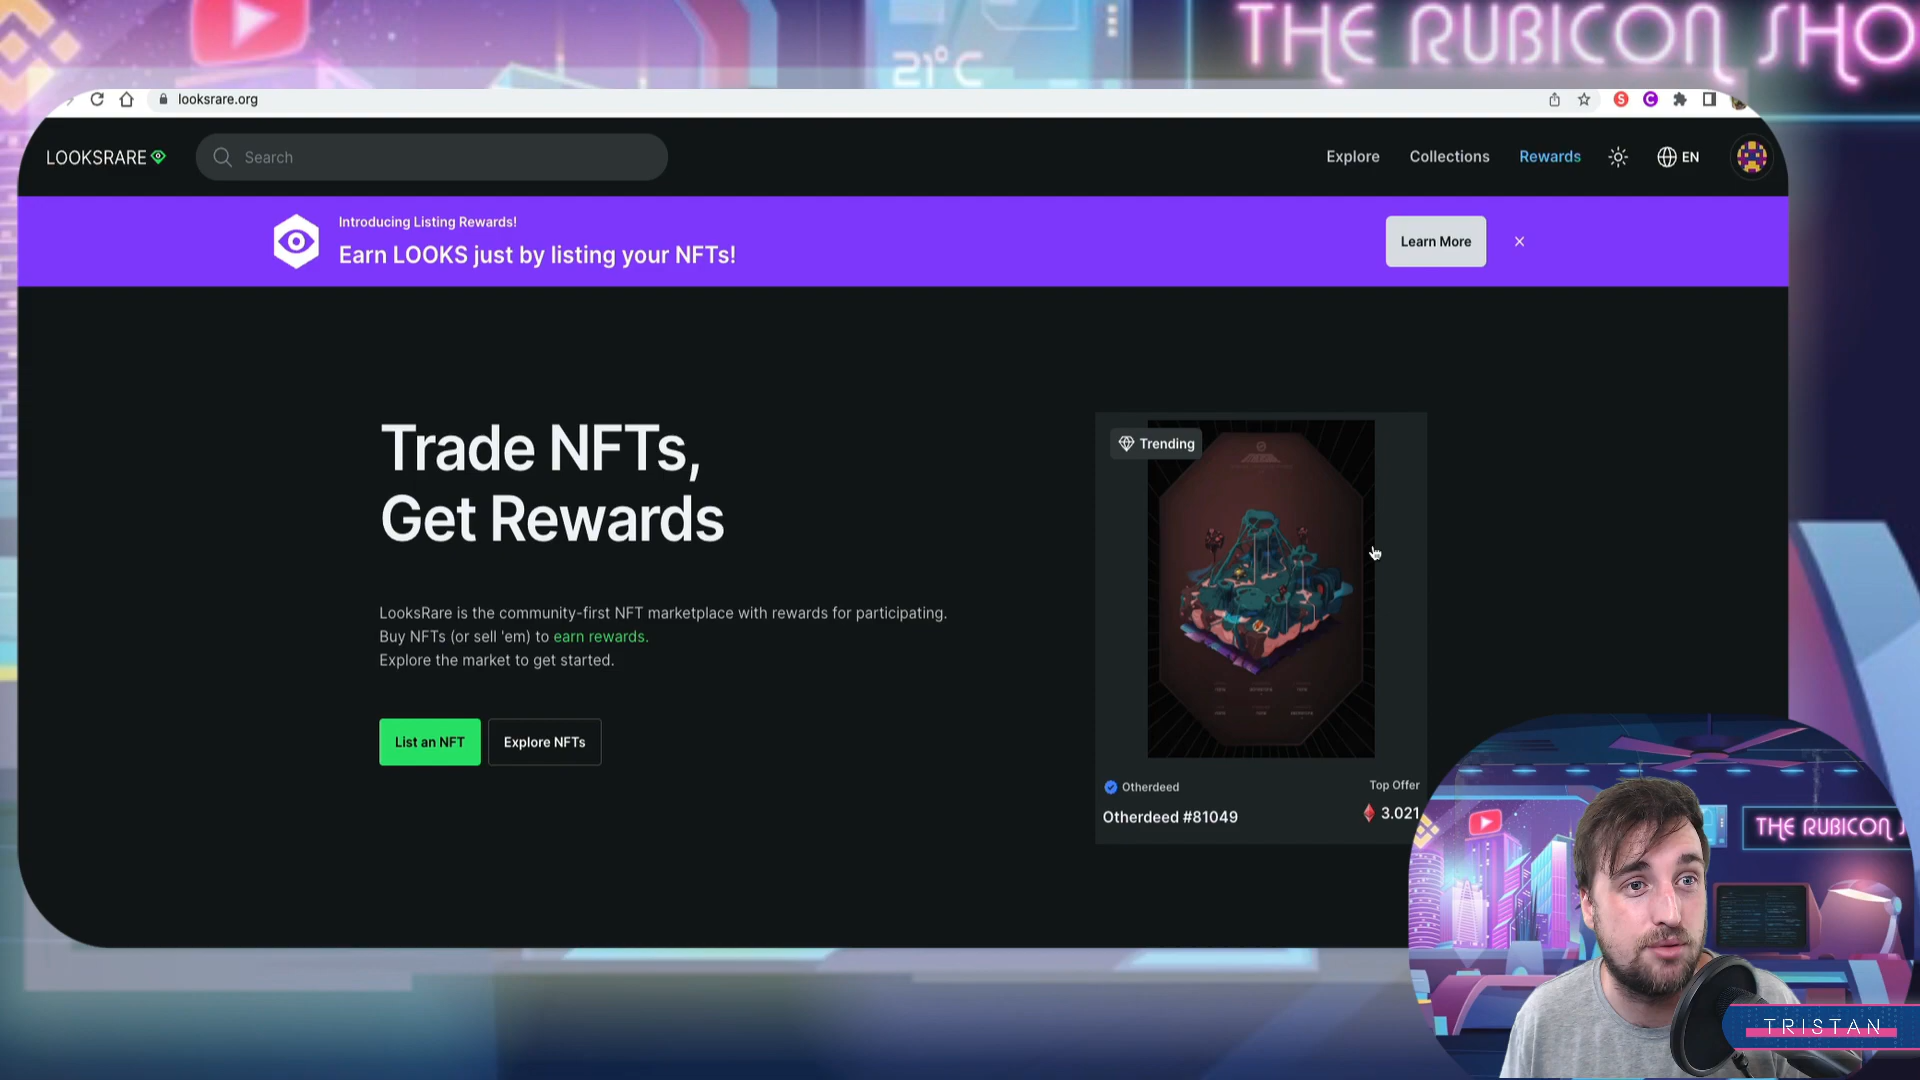 21°C
THE RUBICON SHO
looksrare.org
LOOKSRARE
Search
Explore
Collections
Rewards
EN
Introducing Listing Rewards!
Earn LOOKS just by listing your NFTs!
Learn More
Trade NFTs,
Get Rewards
Trending
LooksRare is the community-first NFT marketplace with rewards for participating.
Buy NFTs (or sell 'em) to earn rewards.
Explore the market to get started.
List an NFT
Explore NFTs
Otherdeed
Top Offer
Otherdeed #81049
3.021
THE RUBICON
TRISTAN